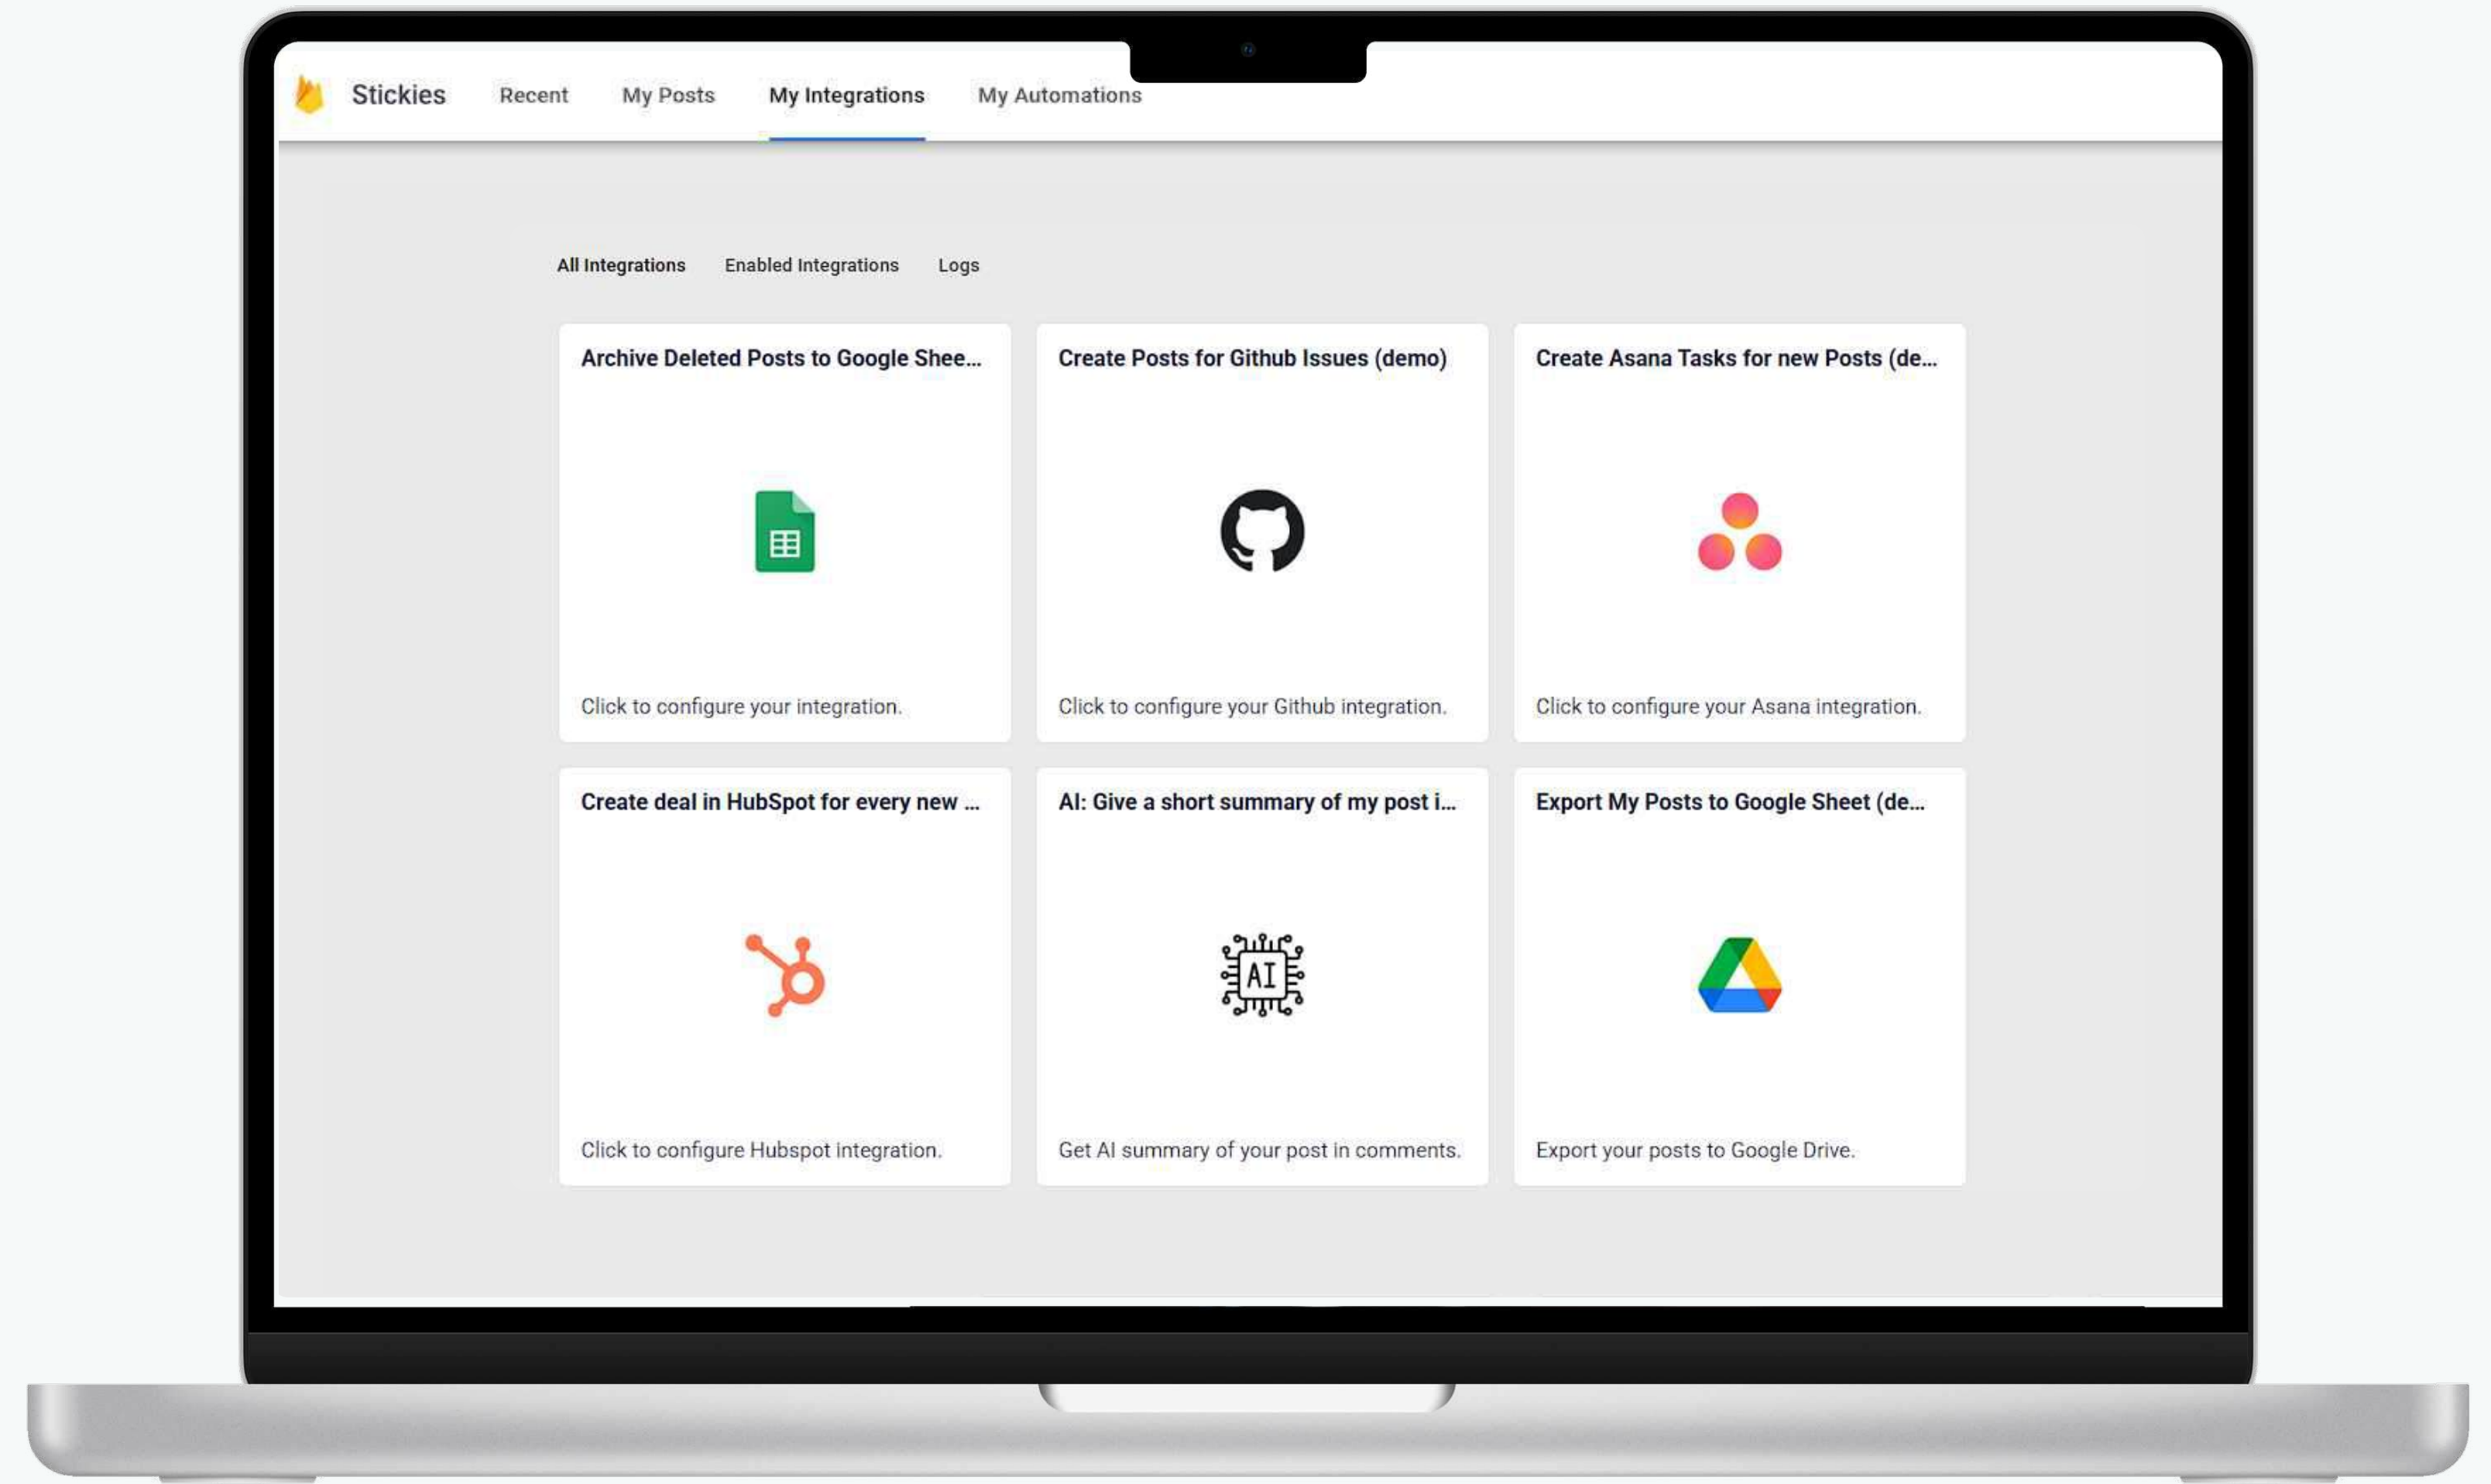 Stickies
Recent
My Posts
My Integrations
My Automations
All Integrations
Enabled Integrations
Logs
Archive Deleted Posts to Google Shee...
Create Posts for Github Issues (demo)
Create Asana Tasks for new Posts (de...
Click to configure your integration.
Click to configure your Github integration.
Click to configure your Asana integration.
Create deal in HubSpot for every new ...
AI: Give a short summary of my post i...
Export My Posts to Google Sheet (de...
AI
Click to configure Hubspot integration.
Get AI summary of your post in comments.
Export your posts to Google Drive.